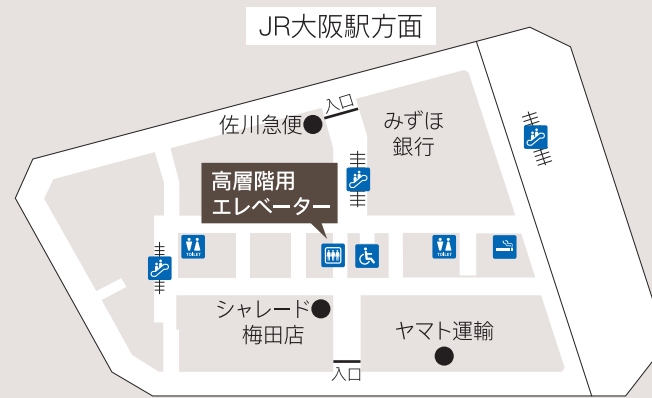 JR大阪駅方面
入口
佐川急便
みずほ
銀行
高層階用
エレベーター
TOILET
TOILET
シャレード
梅田店
ヤマト運輸
入口